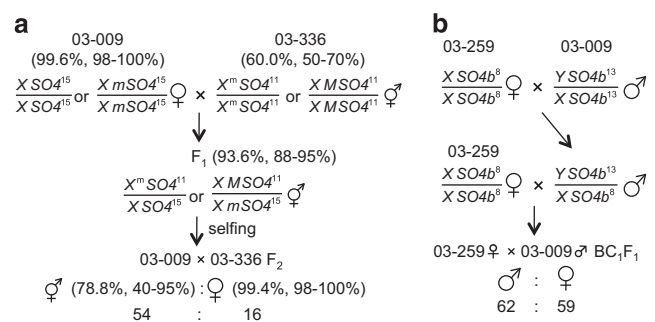 a
03-009 03-336
(99.6%, 98-100%) (60.0%, 50-70%)
X SO4¹⁵ X mSO4¹⁵ Xᵐ SO4¹¹ X MSO4¹¹
or ♀ × or ⚥
X SO4¹⁵ X mSO4¹⁵ Xᵐ SO4¹¹ X MSO4¹¹
F₁ (93.6%, 88-95%)
Xᵐ SO4¹¹ X MSO4¹¹
or ⚥
X SO4¹⁵ X mSO4¹⁵
selfing
03-009 × 03-336 F₂
⚥ (78.8%, 40-95%) : ♀ (99.4%, 98-100%)
54 : 16
b
03-259 03-009
X SO4b⁸ Y SO4b¹³
♀ × ♂
X SO4b⁸ X SO4b¹³
03-259
X SO4b⁸ Y SO4b¹³
♀ × ♂
X SO4b⁸ X SO4b⁸
03-259♀ × 03-009♂ BC₁F₁
♂ : ♀
62 : 59